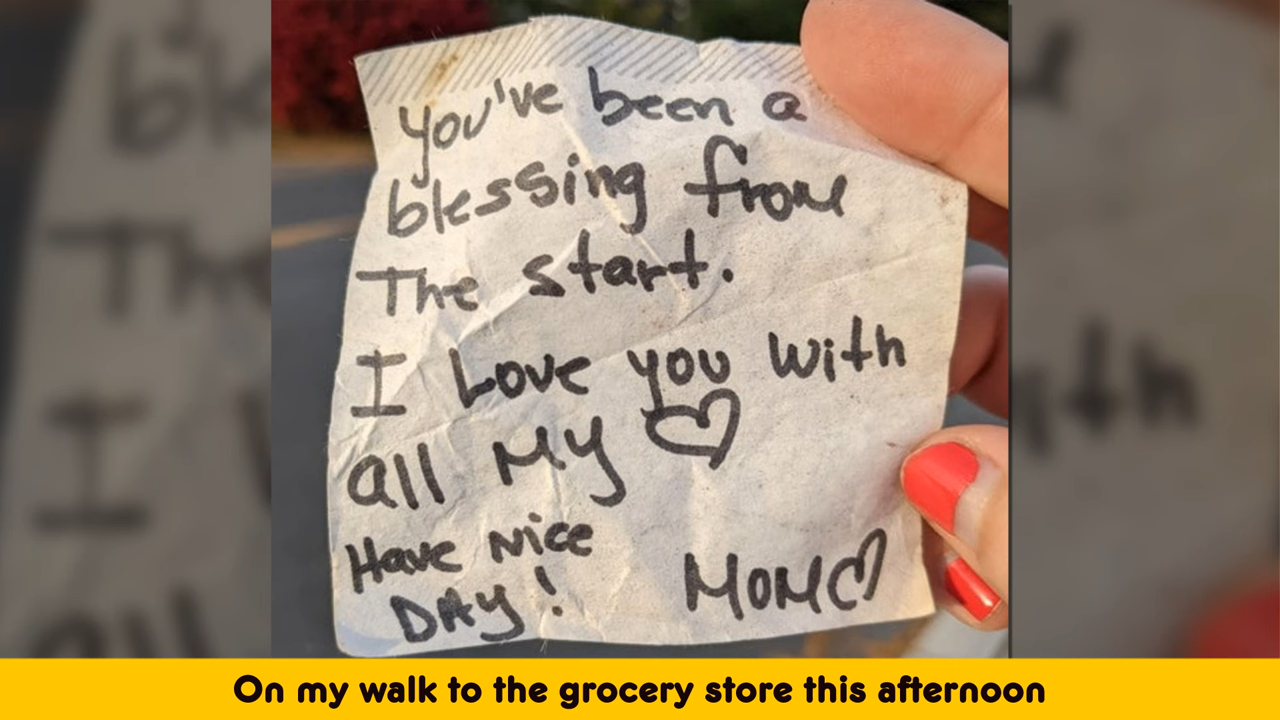 you've been a
blessing from
The start.
I Love you with
all My ♡
Have Nice
DAY!
MOM♡
On my walk to the grocery store this afternoon